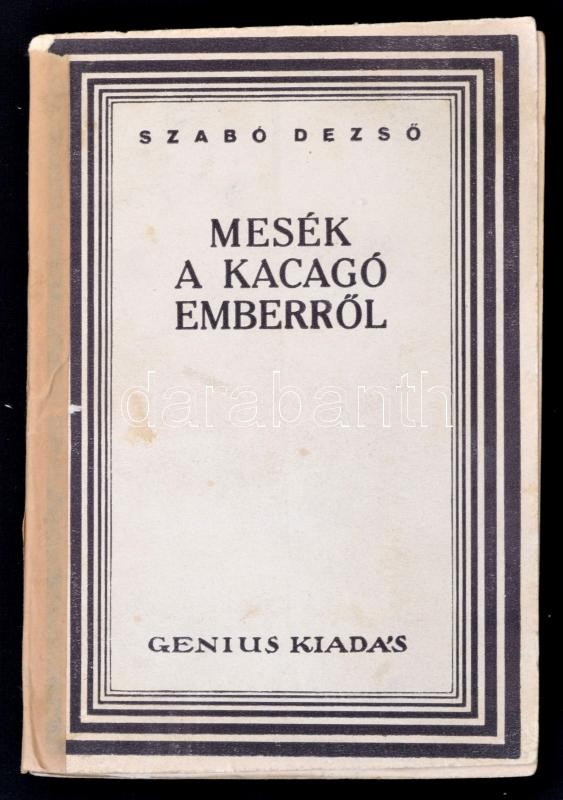 SZABÓ DEZSŐ
MESÉK
A KACAGÓ
EMBERRŐL
darabanth
GENIUS KIADÁS